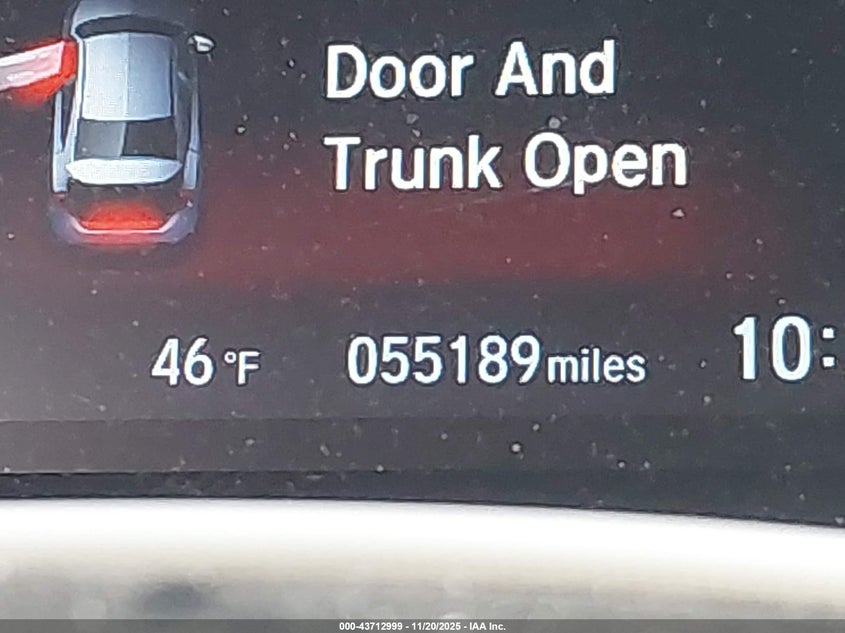 Door And
Trunk Open
46 °F 055189 miles 10:
000-43712999 - 11/20/2025 - IAA Inc.